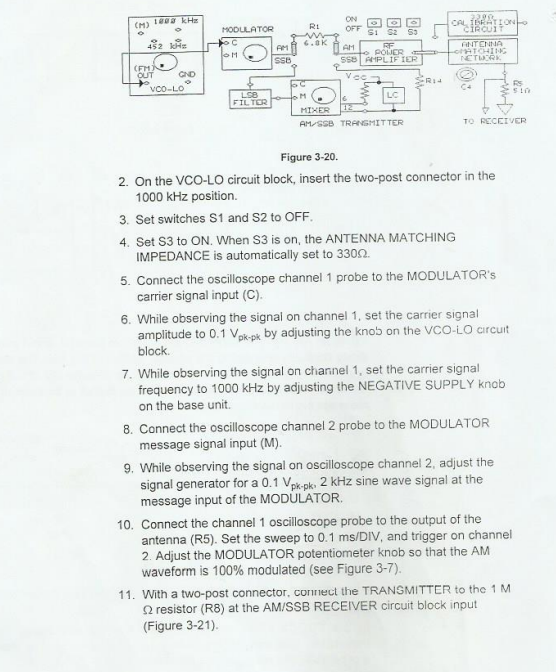 (M) 1000 kHz
452 kHz
(FM)
OUT
GND
VCO-LO
MODULATOR
C
M
AM
SSB
R1
6.8K
AM
SSB
ON
OFF
S1 S2 S3
RF
POWER
AMPLIFIER
330Ω
CALIBRATION
CIRCUIT
ANTENNA
MATCHING
NETWORK
LSB
FILTER
C
M
MIXER
Vcc
6
12
LC
R14
C4
R5
51Ω
AM/SSB TRANSMITTER
TO RECEIVER
Figure 3-20.
2. On the VCO-LO circuit block, insert the two-post connector in the
1000 kHz position.
3. Set switches S1 and S2 to OFF.
4. Set S3 to ON. When S3 is on, the ANTENNA MATCHING
IMPEDANCE is automatically set to 330Ω.
5. Connect the oscilloscope channel 1 probe to the MODULATOR's
carrier signal input (C).
6. While observing the signal on channel 1, set the carrier signal
amplitude to 0.1 Vpk-pk by adjusting the knob on the VCO-LO circuit
block.
7. While observing the signal on channel 1, set the carrier signal
frequency to 1000 kHz by adjusting the NEGATIVE SUPPLY knob
on the base unit.
8. Connect the oscilloscope channel 2 probe to the MODULATOR
message signal input (M).
9. While observing the signal on oscilloscope channel 2, adjust the
signal generator for a 0.1 Vpk-pk, 2 kHz sine wave signal at the
message input of the MODULATOR.
10. Connect the channel 1 oscilloscope probe to the output of the
antenna (R5). Set the sweep to 0.1 ms/DIV, and trigger on channel
2. Adjust the MODULATOR potentiometer knob so that the AM
waveform is 100% modulated (see Figure 3-7).
11. With a two-post connector, connect the TRANSMITTER to the 1 M
Ω resistor (R8) at the AM/SSB RECEIVER circuit block input
(Figure 3-21).